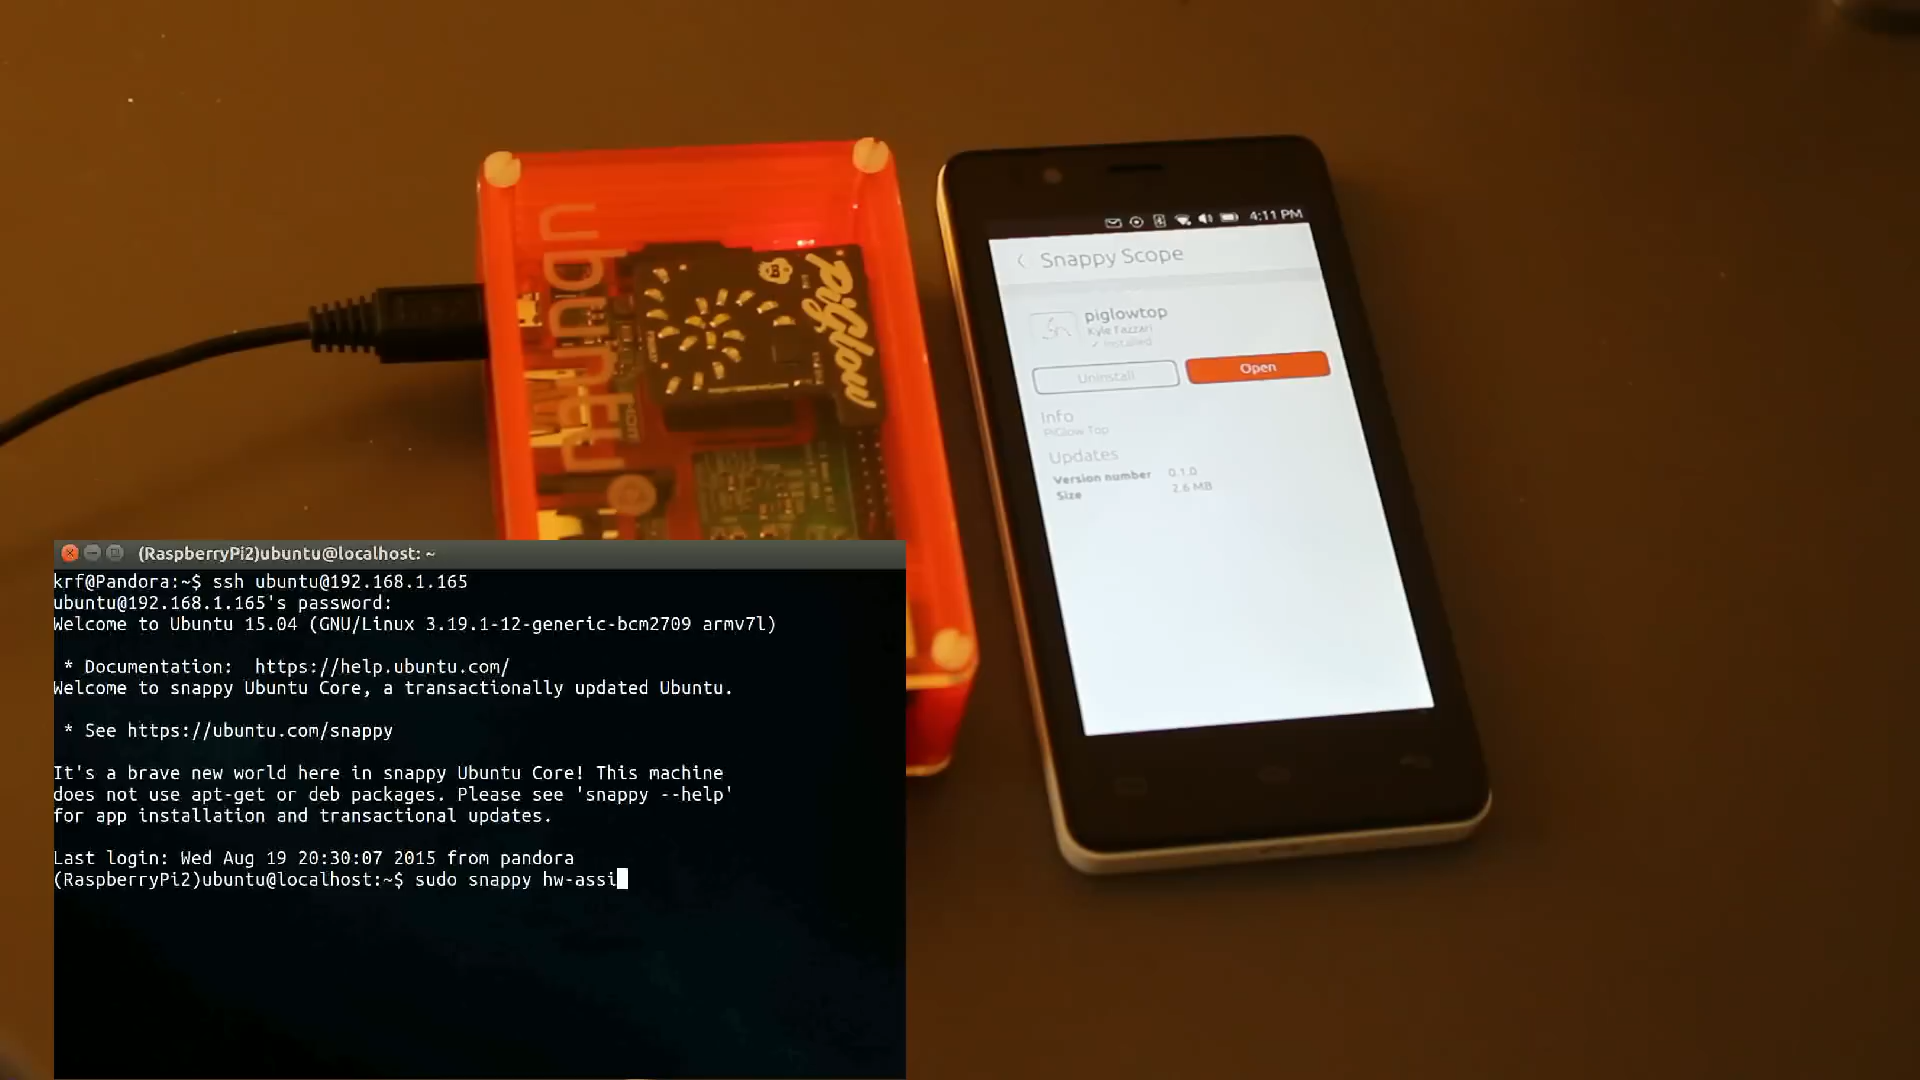 ubuntu
PiGlow
4:11 PM
Snappy Scope
piglowtop
Kyle Fazzari
✓ Installed
Uninstall
Open
Info
PiGlow Top
Updates
Version number 0.1.0
Size 2.6 MB
(RaspberryPi2)ubuntu@localhost: ~
krf@Pandora:~$ ssh ubuntu@192.168.1.165
ubuntu@192.168.1.165's password:
Welcome to Ubuntu 15.04 (GNU/Linux 3.19.1-12-generic-bcm2709 armv7l)
* Documentation:  https://help.ubuntu.com/
Welcome to snappy Ubuntu Core, a transactionally updated Ubuntu.
* See https://ubuntu.com/snappy
It's a brave new world here in snappy Ubuntu Core! This machine
does not use apt-get or deb packages. Please see 'snappy --help'
for app installation and transactional updates.
Last login: Wed Aug 19 20:30:07 2015 from pandora
(RaspberryPi2)ubuntu@localhost:~$ sudo snappy hw-assi